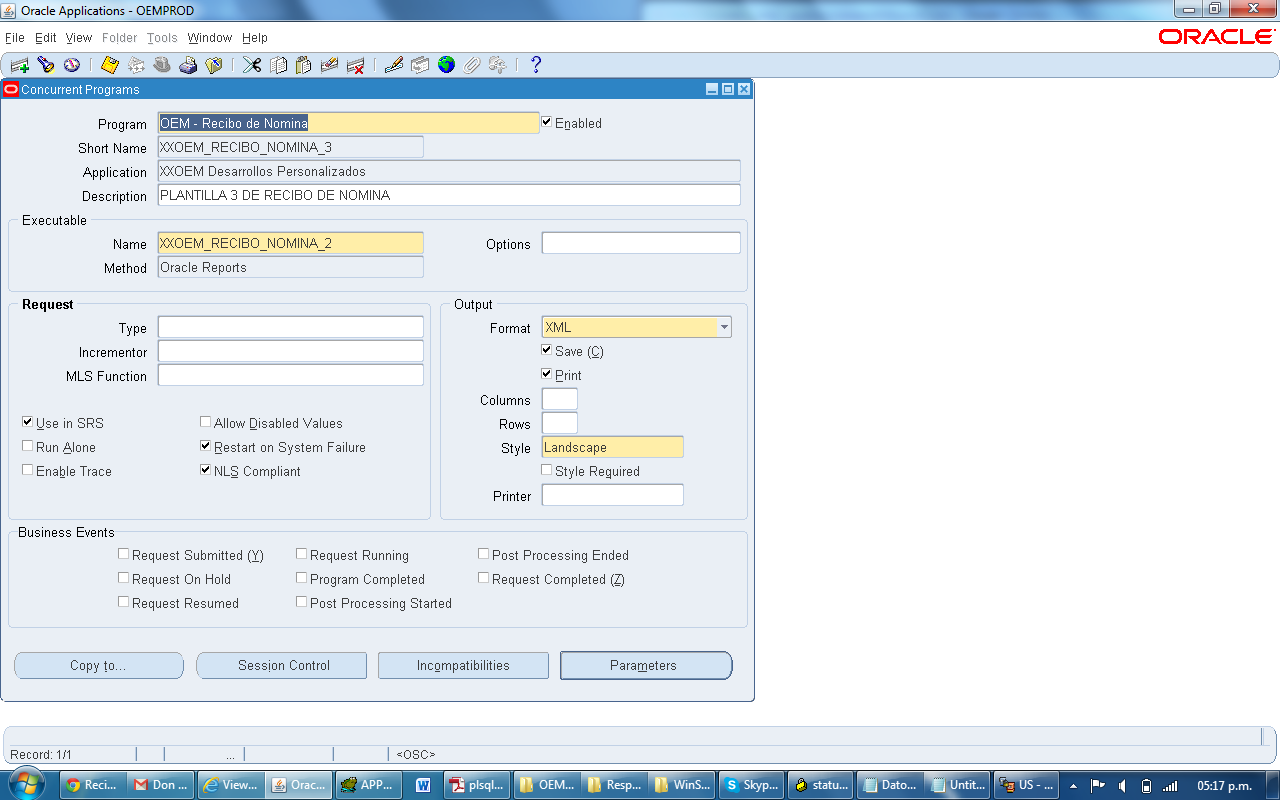 Oracle Applications - OEMPROD
File Edit View Folder Tools Window Help
ORACLE
Concurrent Programs
Program OEM - Recibo de Nomina Enabled
Short Name XXOEM_RECIBO_NOMINA_3
Application XXOEM Desarrollos Personalizados
Description PLANTILLA 3 DE RECIBO DE NOMINA
Executable
Name XXOEM_RECIBO_NOMINA_2 Options
Method Oracle Reports
Request
Type
Incrementor
MLS Function
Use in SRS Allow Disabled Values
Run Alone Restart on System Failure
Enable Trace NLS Compliant
Output
Format XML
Save (C)
Print
Columns
Rows
Style Landscape
Style Required
Printer
Business Events
Request Submitted (Y) Request Running Post Processing Ended
Request On Hold Program Completed Request Completed (Z)
Request Resumed Post Processing Started
Copy to... Session Control Incompatibilities Parameters
Record: 1/1 ... <OSC>
Reci... Don ... View... Orac... APP... plsql... OEM... Resp... WinS... Skyp... statu... Dato... Untit... US - ... 05:17 p.m.